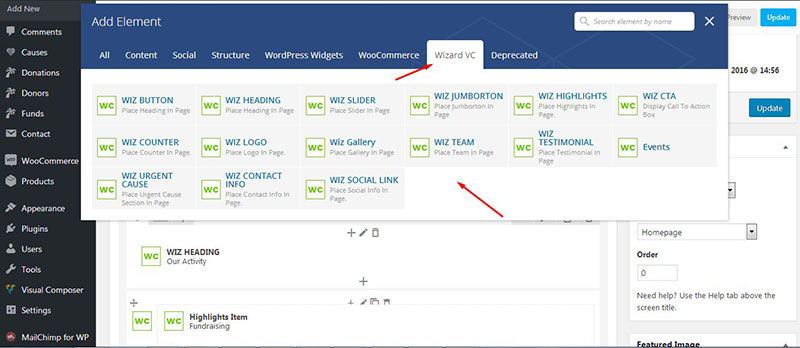 Add New
Comments
Causes
Donations
Donors
Funds
Contact
WooCommerce
Products
Appearance
Plugins
Users
Tools
Visual Composer
Settings
MailChimp for WP
Add Element
Search element by name
All Content Social Structure WordPress Widgets WooCommerce Wizard VC Deprecated
WC WIZ BUTTON
Place Heading In Page
WC WIZ HEADING
Place Heading In Page
WC WIZ SLIDER
Place Slider In Page
WC WIZ JUMBORTON
Place Jumborton In
Page
WC WIZ HIGHLIGHTS
Place Highlights In
Page.
WC WIZ CTA
Display Call To Action
Box
WC WIZ COUNTER
Place Counter In Page.
WC WIZ LOGO
Place Logo In Page.
WC Wiz Gallery
Place Gallery In Page
WC WIZ TEAM
Place Team In Page
WC WIZ
TESTIMONIAL
Place Testimonial In
Page
WC Events
WC WIZ URGENT
CAUSE
Place Urgent Cause
Section In Page
WC WIZ CONTACT
INFO
Place Contact Info In
Page.
WC WIZ SOCIAL LINK
Place Social Info In
Page.
WC WIZ HEADING
Our Activity
WC WC Highlights Item
Fundraising
Preview Update
2016 @ 14:56
Update
Homepage
Order
0
Need help? Use the Help tab above the
screen title.
Featured Image